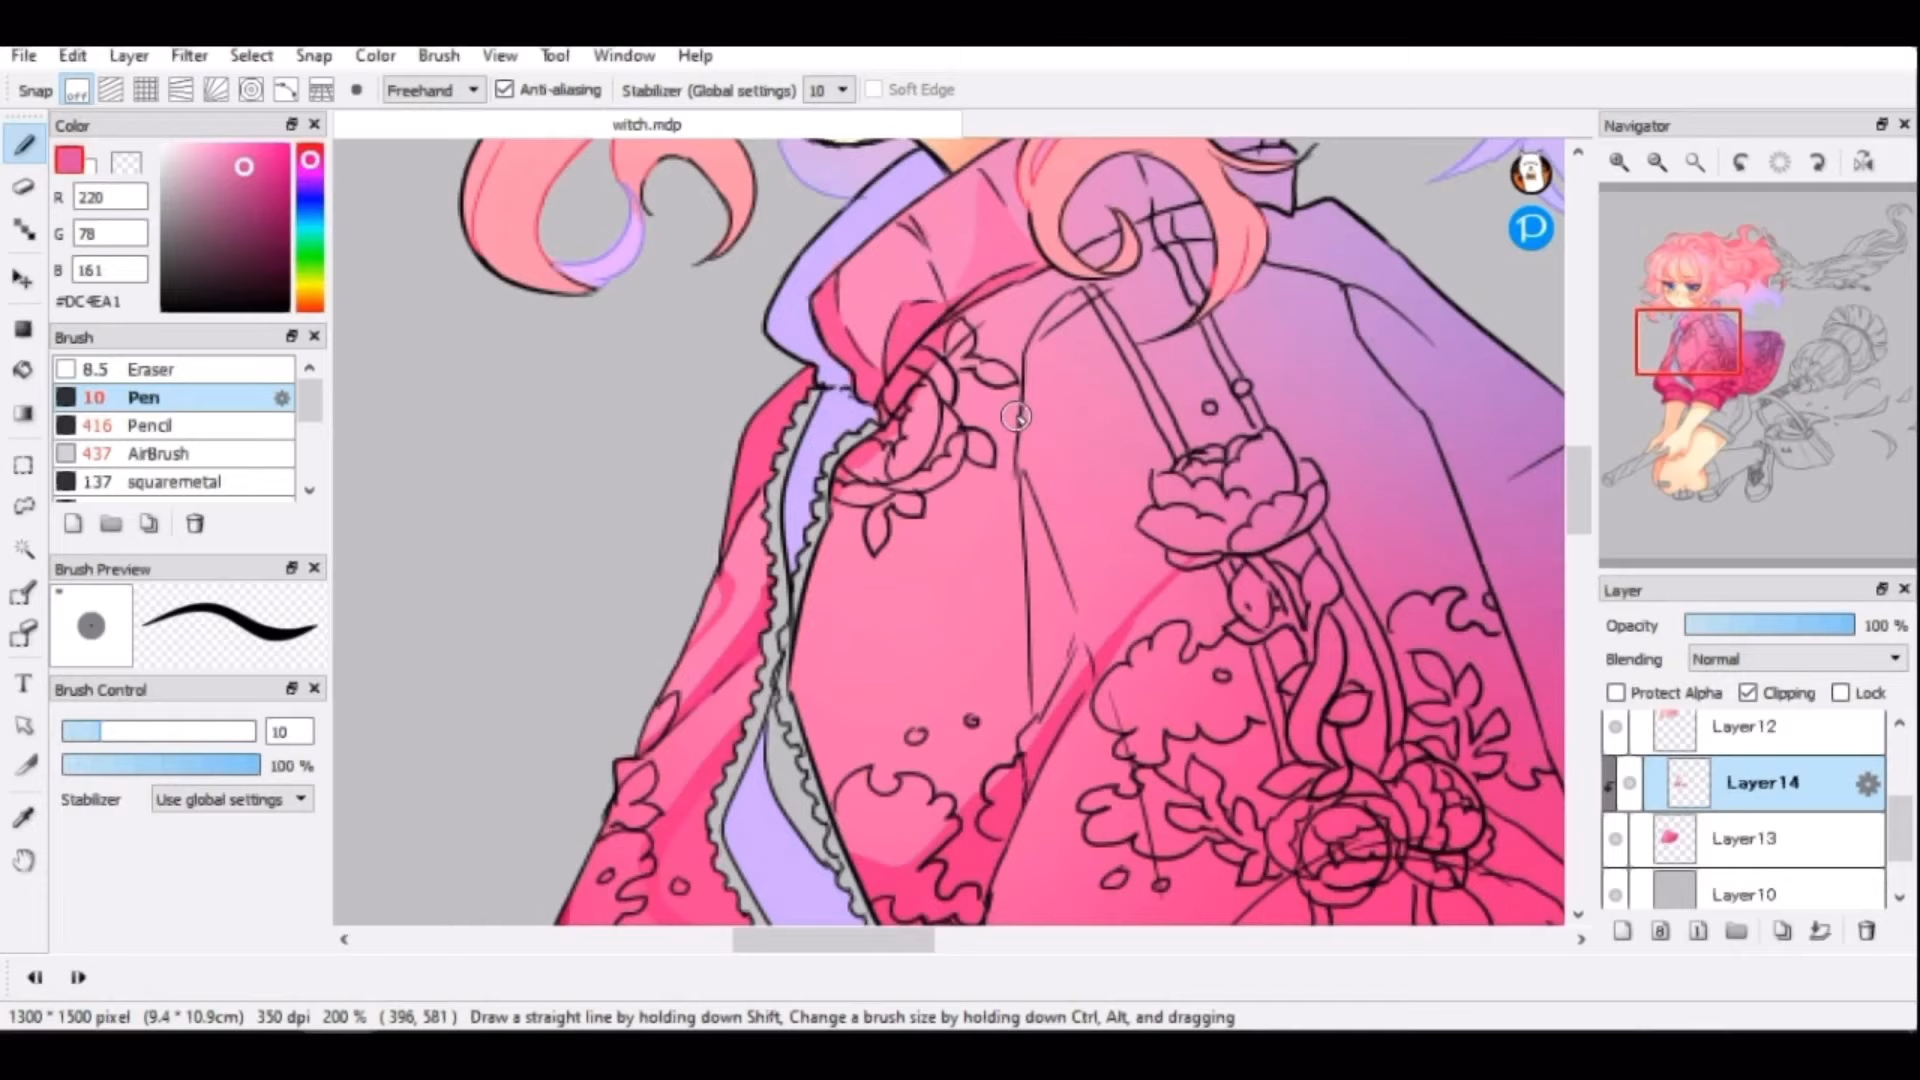 File Edit Layer Filter Select Snap Color Brush View Tool Window Help
Snap off Freehand Anti-aliasing Stabilizer (Global settings) 10 Soft Edge
Color
witch.mdp
Navigator
R 220
G 78
B 161
#DC4EA1
Brush
8.5 Eraser
10 Pen
416 Pencil
437 AirBrush
137 squaremetal
Brush Preview
Brush Control
10
100 %
Stabilizer Use global settings
Layer
Opacity 100 %
Blending Normal
Protect Alpha Clipping Lock
Layer12
Layer14
Layer13
Layer10
1300 * 1500 pixel (9.4 * 10.9cm) 350 dpi 200 % ( 396, 581 ) Draw a straight line by holding down Shift, Change a brush size by holding down Ctrl, Alt, and dragging